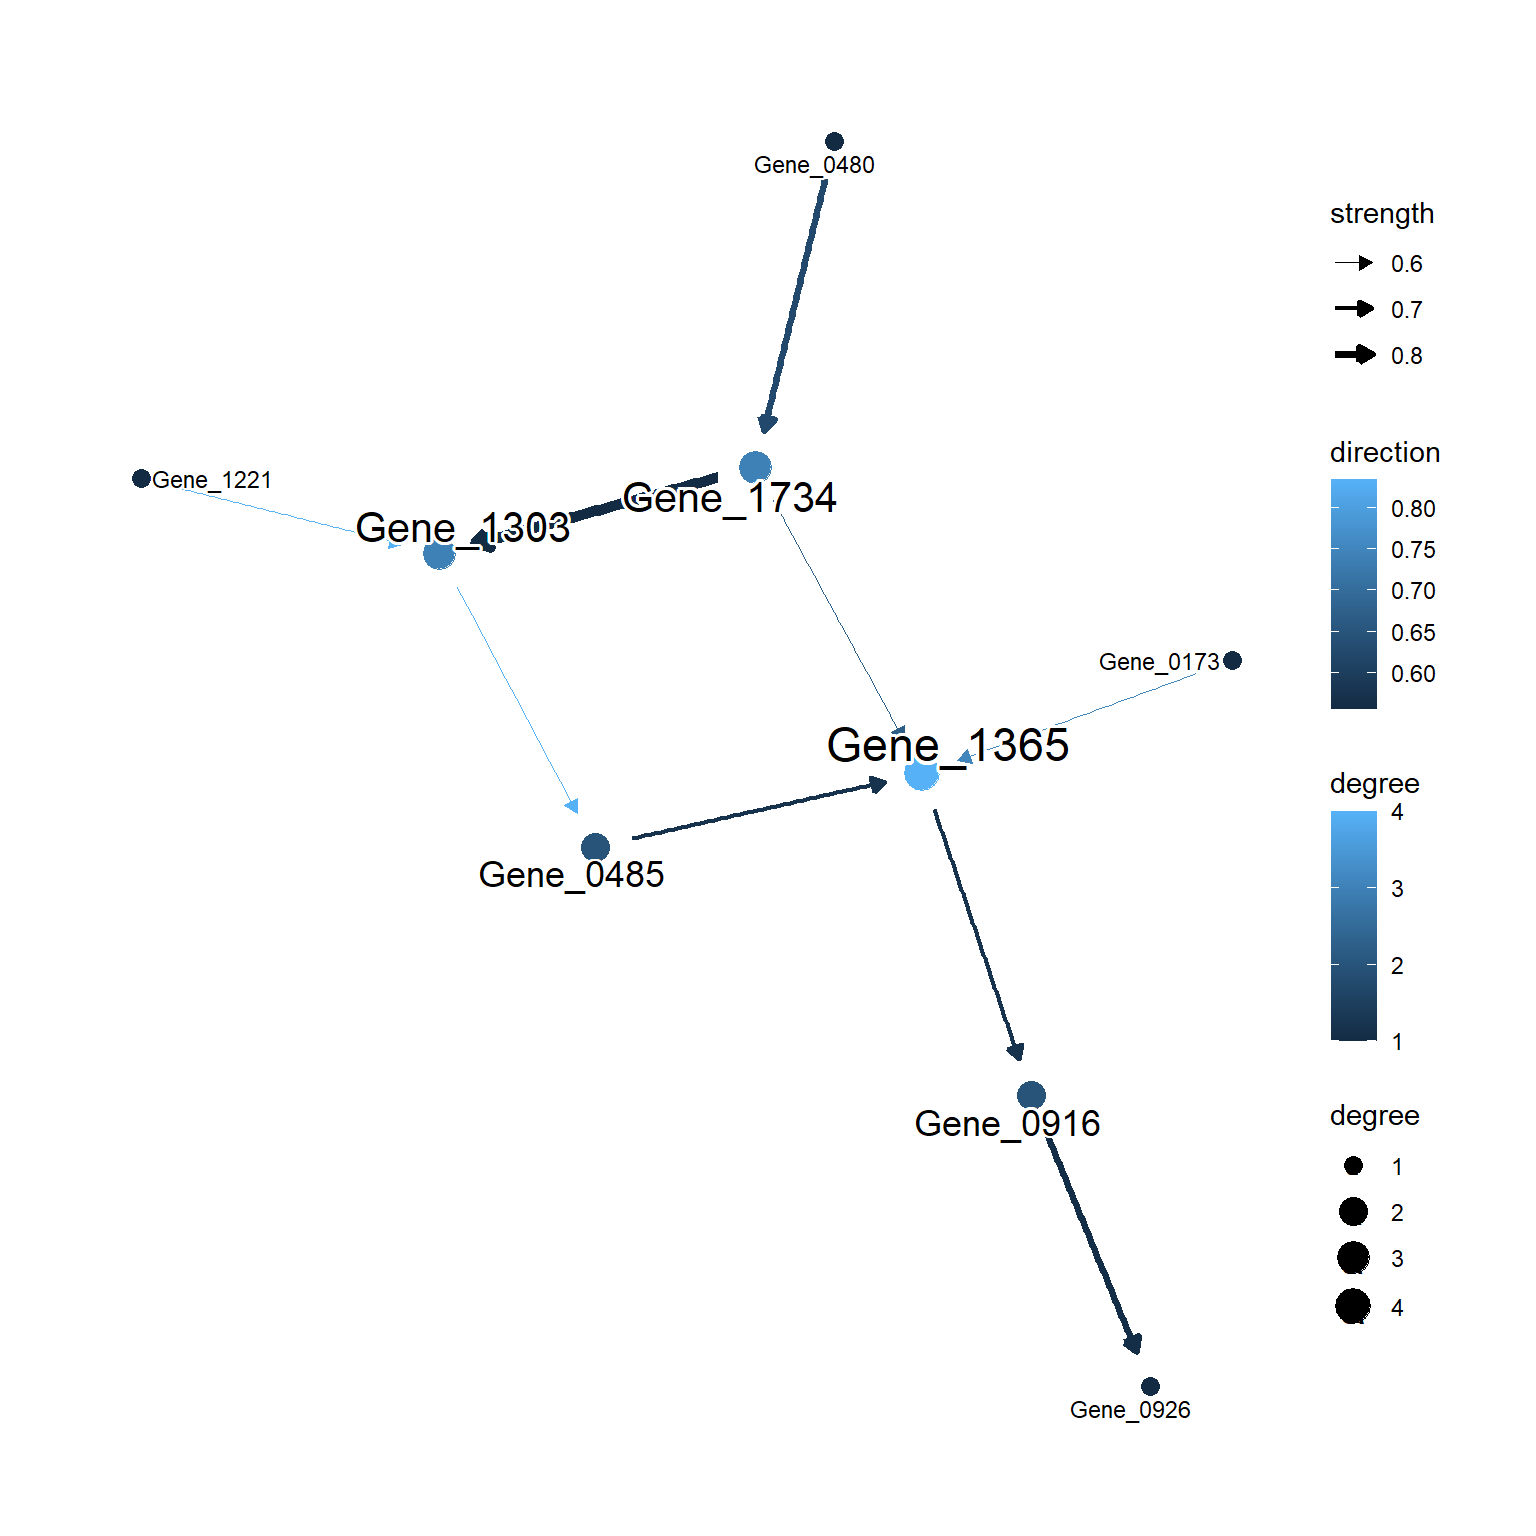 Gene_0480
Gene_1221
Gene_1734
Gene_1303
Gene_0173
Gene_1365
Gene_0485
Gene_0916
Gene_0926
strength
0.6
0.7
0.8
direction
0.80
0.75
0.70
0.65
0.60
degree
4
3
2
1
degree
1
2
3
4